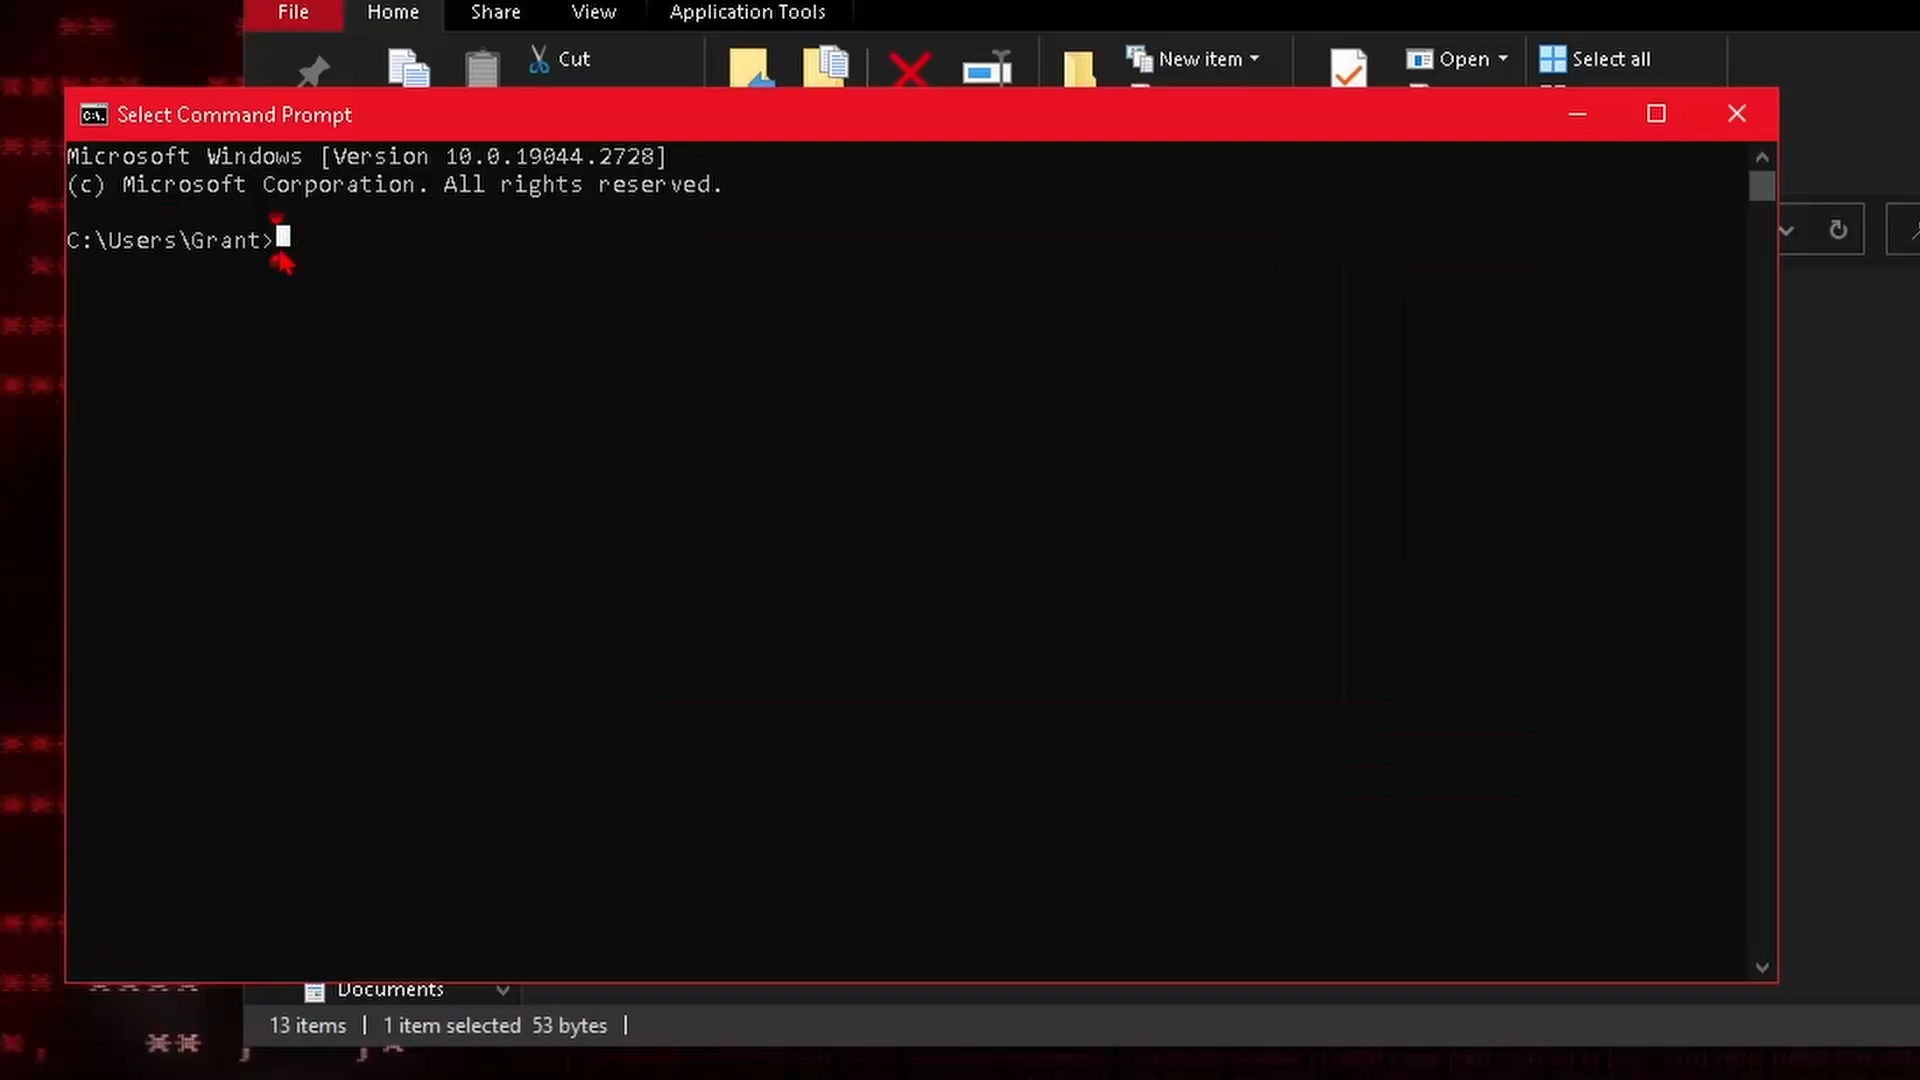 File Home Share View Application Tools
Cut New item Open Select all
Select Command Prompt
Microsoft Windows [Version 10.0.19044.2728]
(c) Microsoft Corporation. All rights reserved.
C:\Users\Grant>
Documents
13 items | 1 item selected 53 bytes |